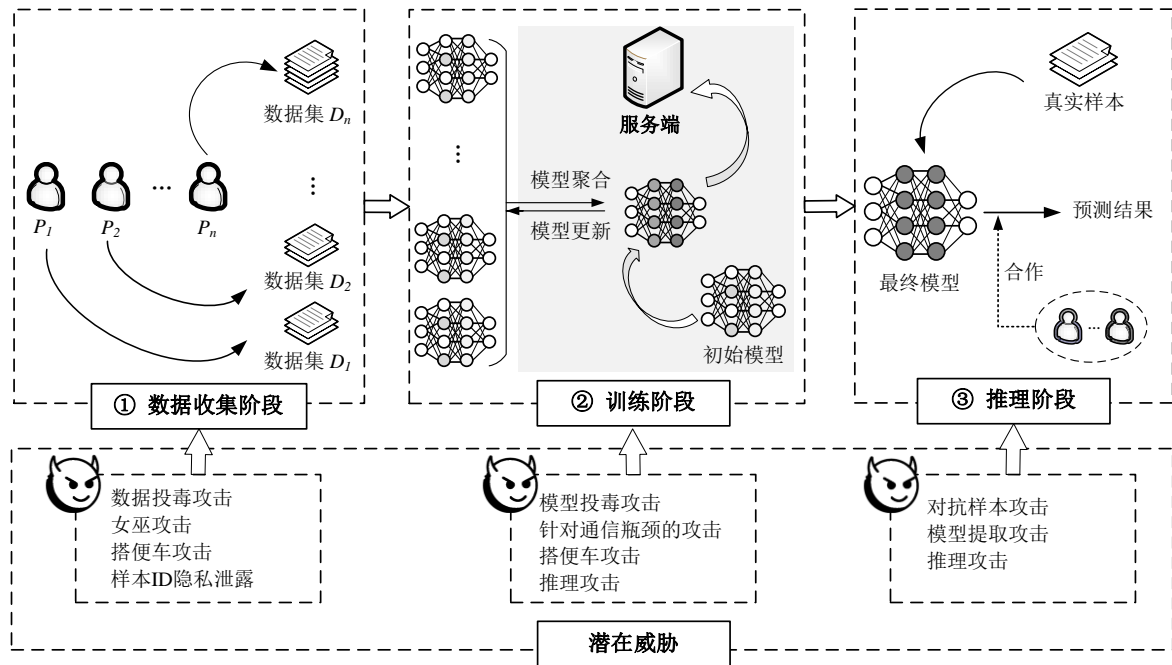 数据集 Dn
P1
P2
...
Pn
...
数据集 D2
数据集 D1
① 数据收集阶段
...
服务端
模型聚合
模型更新
初始模型
② 训练阶段
真实样本
预测结果
最终模型
合作
...
③ 推理阶段
数据投毒攻击
女巫攻击
搭便车攻击
样本ID隐私泄露
模型投毒攻击
针对通信瓶颈的攻击
搭便车攻击
推理攻击
对抗样本攻击
模型提取攻击
推理攻击
潜在威胁